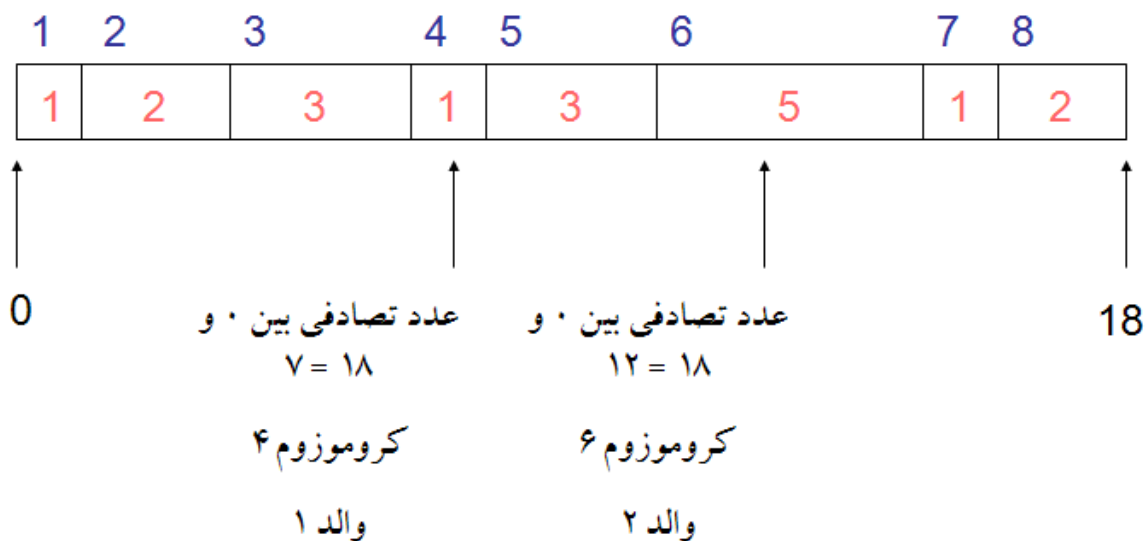 1 2 3 4 5 6 7 8
1 2 3 1 3 5 1 2
0
18
عدد تصادفی بین ۰ و
۱۸ = ۷
کروموزوم ۴
والد ۱
عدد تصادفی بین ۰ و
۱۸ = ۱۲
کروموزوم ۶
والد ۲